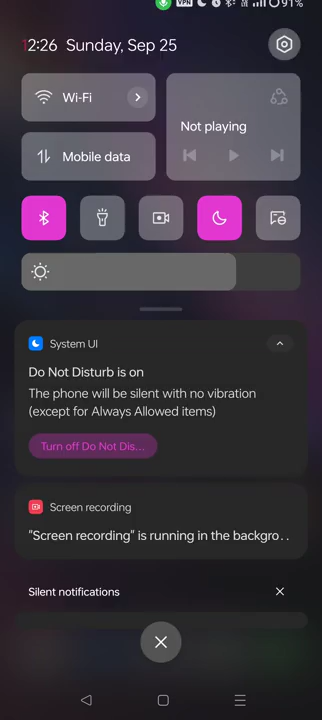 VPN 91%
12:26 Sunday, Sep 25
Wi-Fi
Not playing
Mobile data
System UI
Do Not Disturb is on
The phone will be silent with no vibration
(except for Always Allowed items)
Turn off Do Not Dis...
Screen recording
"Screen recording" is running in the backgro...
Silent notifications